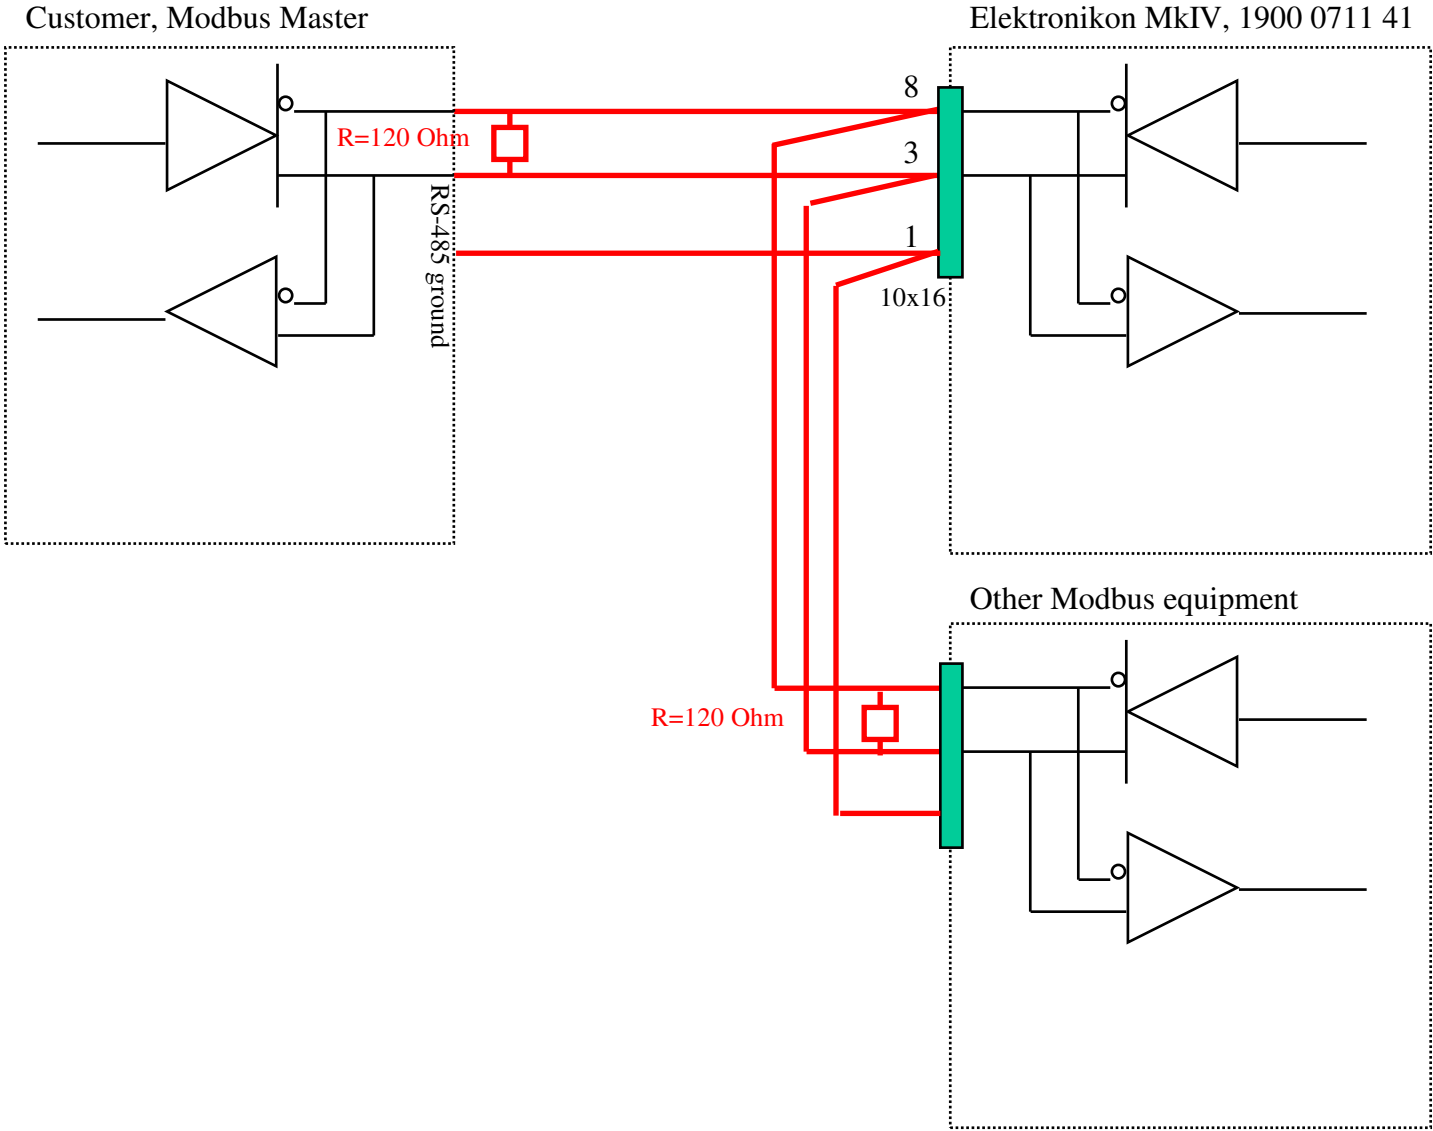 Customer, Modbus Master
Elektronikon MkIV, 1900 0711 41
8
R=120 Ohm
3
RS-485 ground
1
10x16
Other Modbus equipment
R=120 Ohm